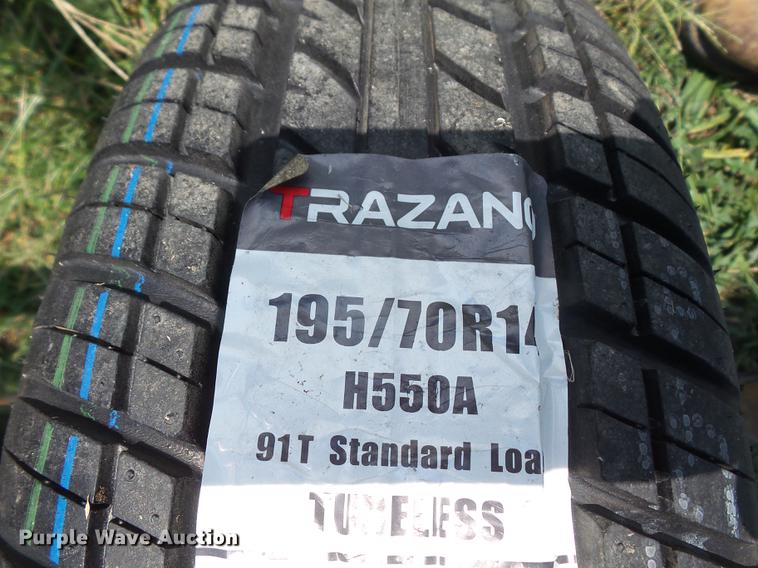 TRAZANO
195/70R14
H550A
91T Standard Loa
TUBELESS
Purple Wave Auction